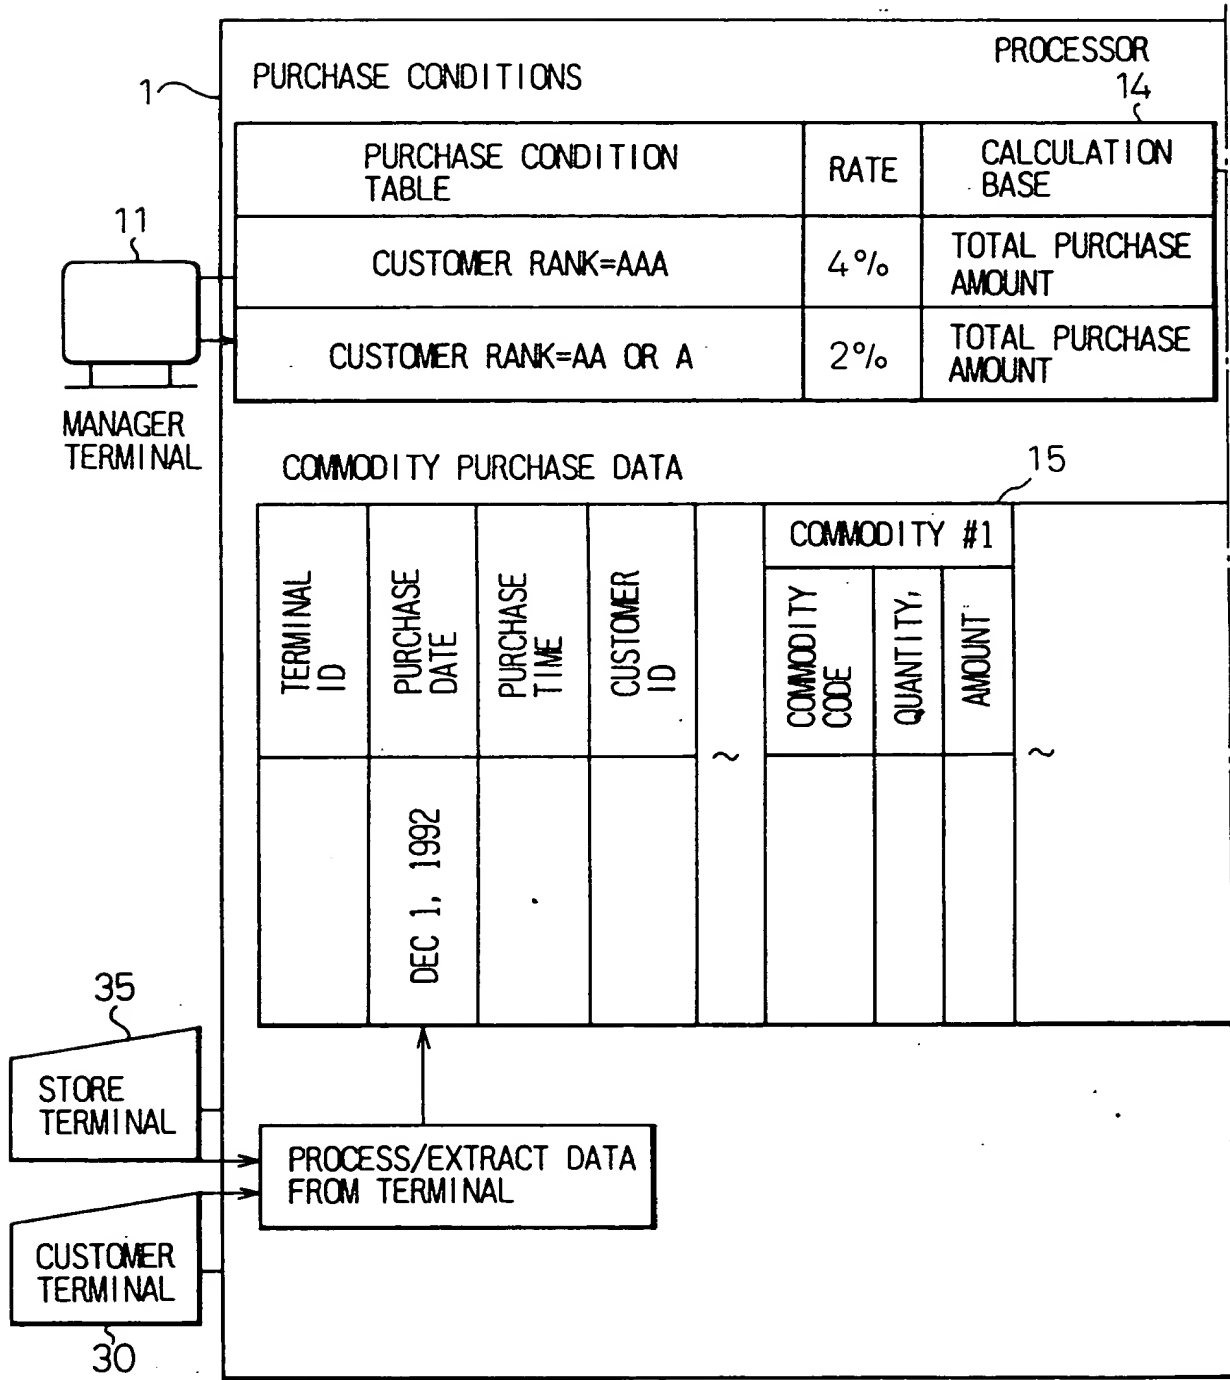 PROCESSOR
1
PURCHASE CONDITIONS
14
PURCHASE CONDITION
TABLE
RATE
CALCULATION
BASE
11
CUSTOMER RANK=AAA
4%
TOTAL PURCHASE
AMOUNT
CUSTOMER RANK=AA OR A
2%
TOTAL PURCHASE
AMOUNT
MANAGER
TERMINAL
COMMODITY PURCHASE DATA
15
TERMINAL
ID
PURCHASE
DATE
PURCHASE
TIME
CUSTOMER
ID
~
COMMODITY #1
COMMODITY
CODE
QUANTITY,
AMOUNT
~
DEC 1, 1992
35
STORE
TERMINAL
PROCESS/EXTRACT DATA
FROM TERMINAL
CUSTOMER
TERMINAL
30